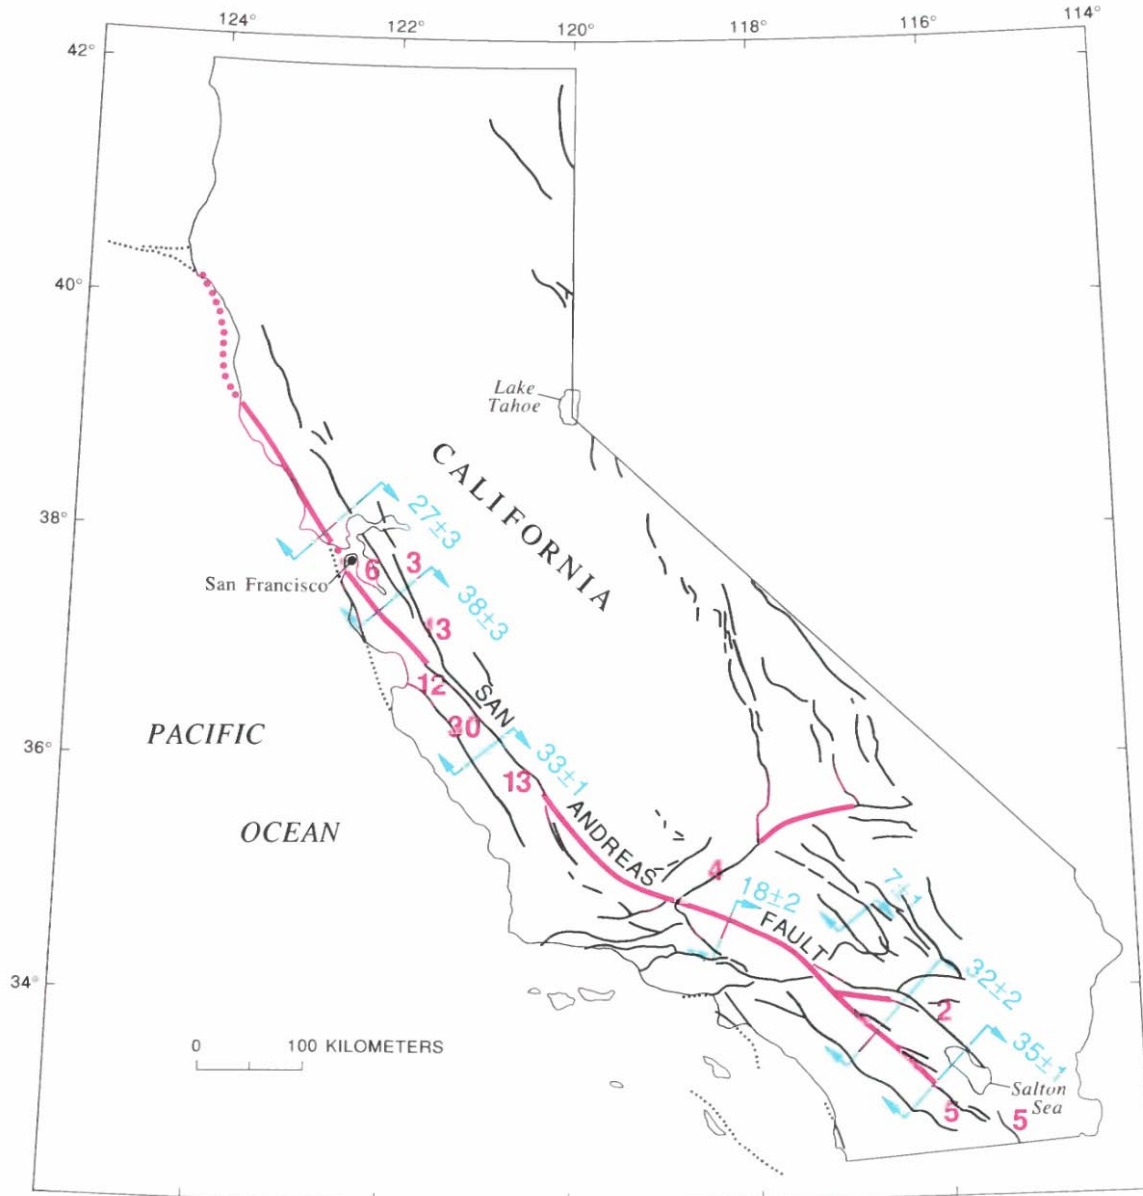 124°
122°
120°
118°
116°
114°
42°
40°
38°
36°
34°
Lake
Tahoe
CALIFORNIA
27±3
San Francisco
6
3
38±3
13
12
SAN
30
PACIFIC
33±1
13
OCEAN
ANDREAS
4
18±2
7±1
FAULT
32±2
2
0 100 KILOMETERS
35±1
Salton
Sea
5
5